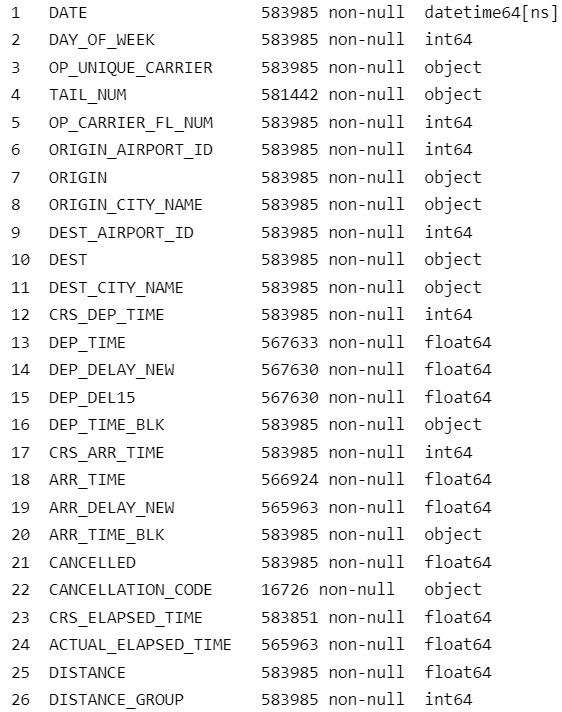 1 DATE 583985 non-null datetime64[ns]
2 DAY_OF_WEEK 583985 non-null int64
3 OP_UNIQUE_CARRIER 583985 non-null object
4 TAIL_NUM 581442 non-null object
5 OP_CARRIER_FL_NUM 583985 non-null int64
6 ORIGIN_AIRPORT_ID 583985 non-null int64
7 ORIGIN 583985 non-null object
8 ORIGIN_CITY_NAME 583985 non-null object
9 DEST_AIRPORT_ID 583985 non-null int64
10 DEST 583985 non-null object
11 DEST_CITY_NAME 583985 non-null object
12 CRS_DEP_TIME 583985 non-null int64
13 DEP_TIME 567633 non-null float64
14 DEP_DELAY_NEW 567630 non-null float64
15 DEP_DEL15 567630 non-null float64
16 DEP_TIME_BLK 583985 non-null object
17 CRS_ARR_TIME 583985 non-null int64
18 ARR_TIME 566924 non-null float64
19 ARR_DELAY_NEW 565963 non-null float64
20 ARR_TIME_BLK 583985 non-null object
21 CANCELLED 583985 non-null float64
22 CANCELLATION_CODE 16726 non-null object
23 CRS_ELAPSED_TIME 583851 non-null float64
24 ACTUAL_ELAPSED_TIME 565963 non-null float64
25 DISTANCE 583985 non-null float64
26 DISTANCE_GROUP 583985 non-null int64